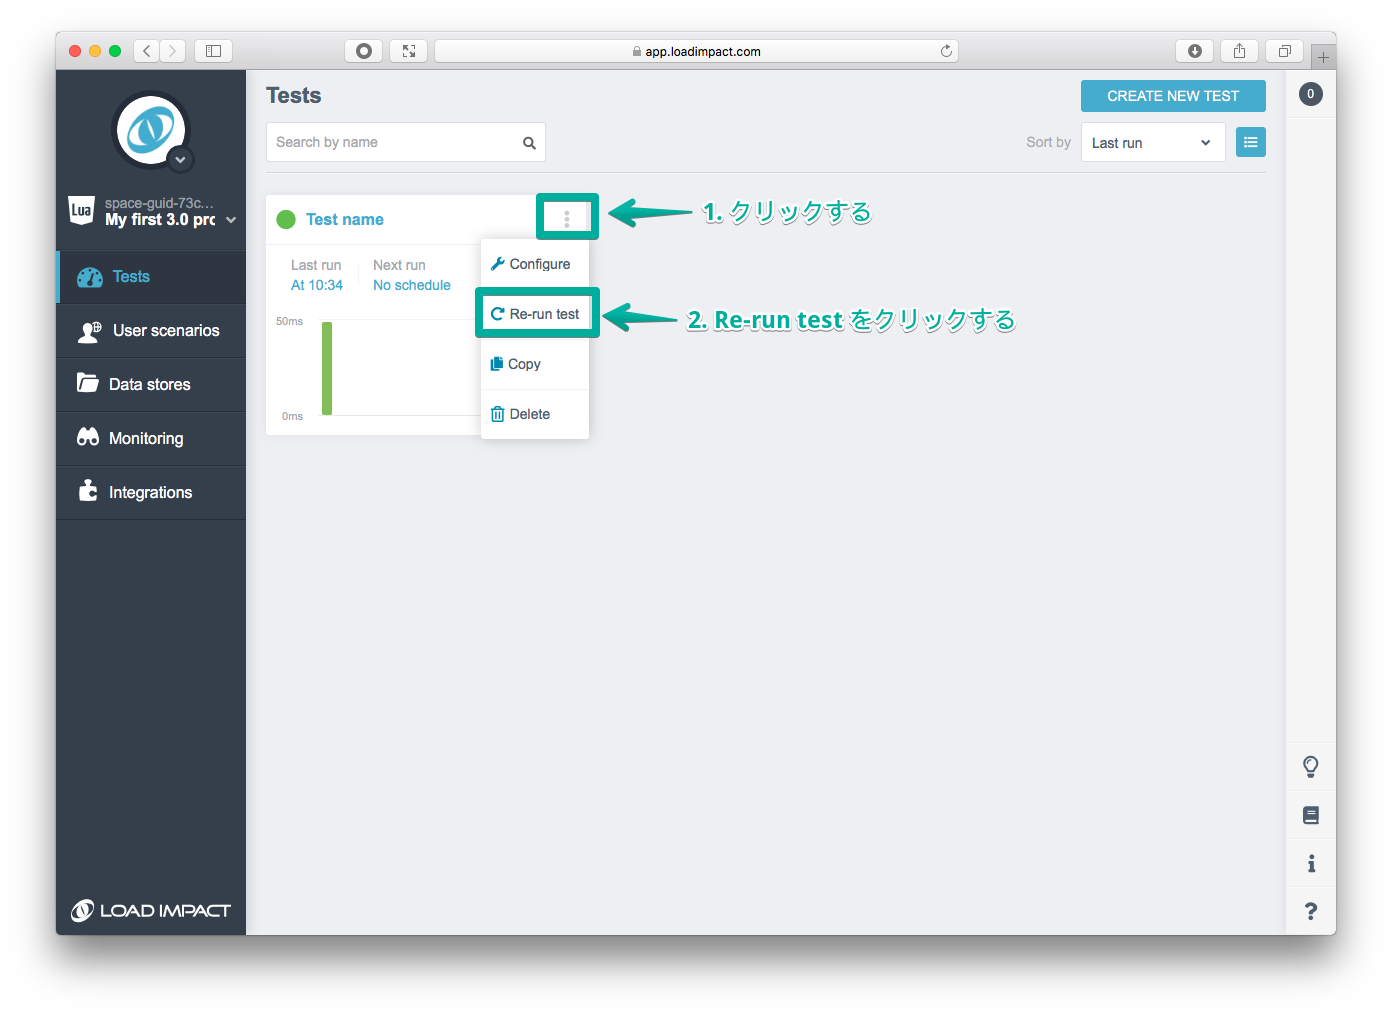 app.loadimpact.com
Tests
CREATE NEW TEST
0
Search by name
Sort by
Last run
Lua
space-guid-73c...
My first 3.0 prc
Tests
User scenarios
Data stores
Monitoring
Integrations
LOAD IMPACT
Test name
1. クリックする
Last run
At 10:34
Next run
No schedule
50ms
0ms
Configure
Re-run test
2. Re-run test をクリックする
Copy
Delete